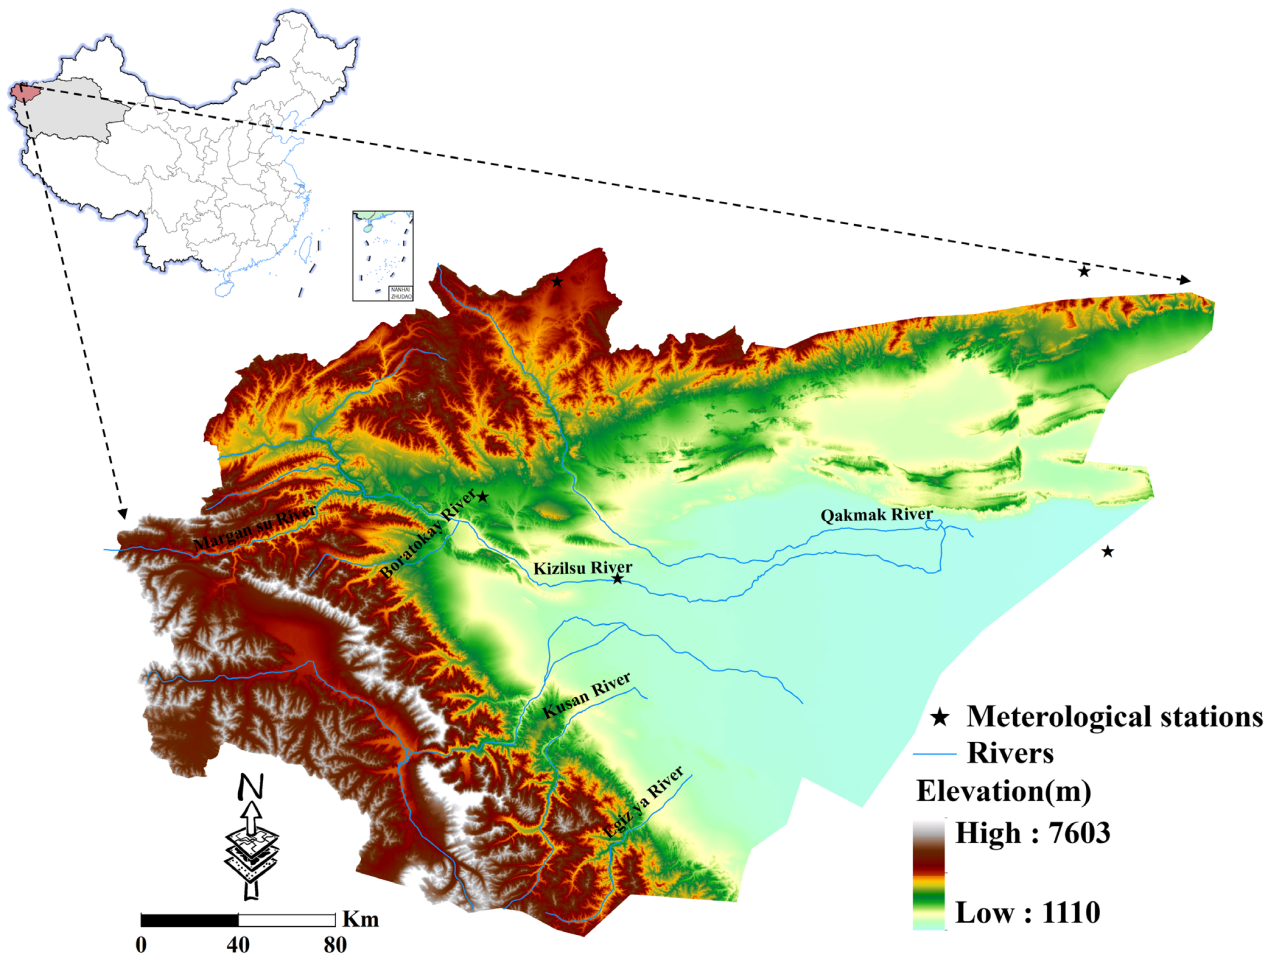 NANHAI
ZHUDAO
Margan su River
Boratokay River
Qakmak River
Kizilsu River
Kusan River
Egiz ya River
Meterological stations
Rivers
Elevation(m)
High : 7603
Low : 1110
N
Km
0 40 80